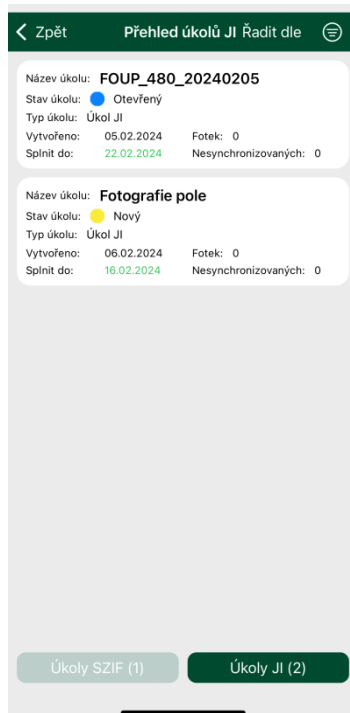 Zpět Přehled úkolů JI Řadit dle
Název úkolu: FOUP_480_20240205
Stav úkolu: Otevřený
Typ úkolu: Úkol JI
Vytvořeno: 05.02.2024 Fotek: 0
Splnit do: 22.02.2024 Nesynchronizovaných: 0
Název úkolu: Fotografie pole
Stav úkolu: Nový
Typ úkolu: Úkol JI
Vytvořeno: 06.02.2024 Fotek: 0
Splnit do: 16.02.2024 Nesynchronizovaných: 0
Úkoly SZIF (1) Úkoly JI (2)